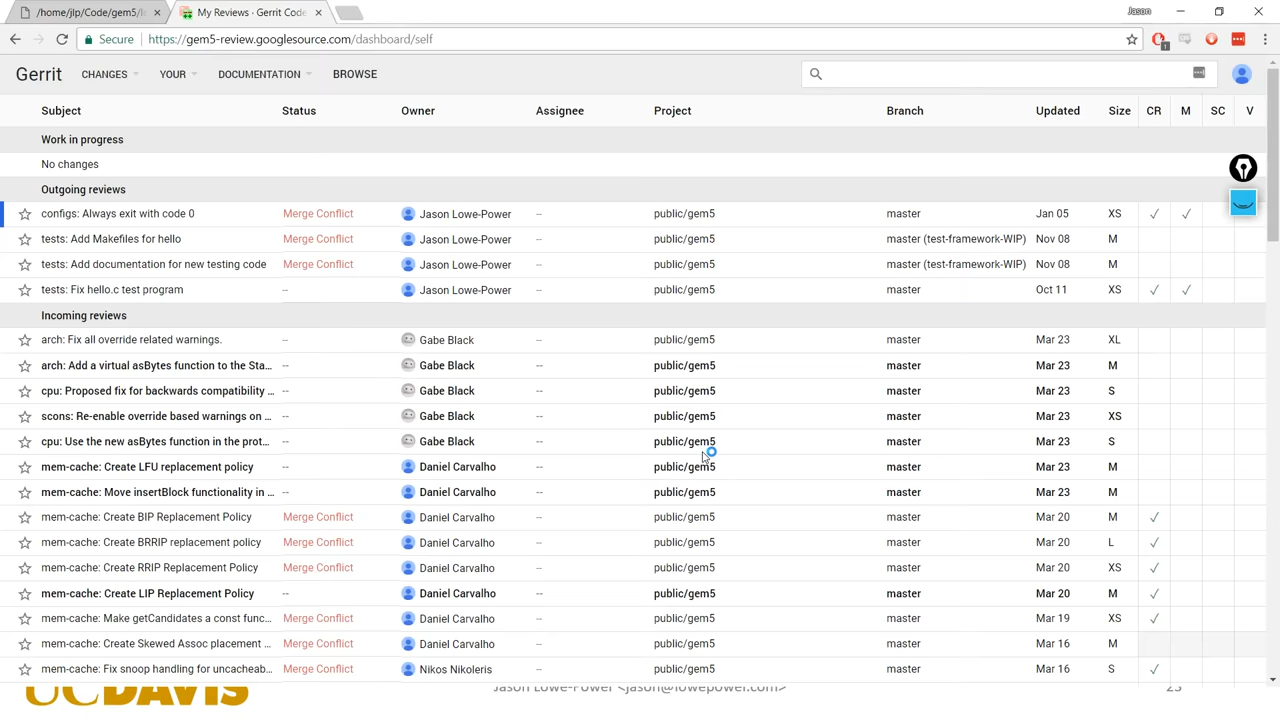 /home/jlp/Code/gem5/le My Reviews · Gerrit Code Jason
Secure https://gem5-review.googlesource.com/dashboard/self 1
Gerrit CHANGES YOUR DOCUMENTATION BROWSE
Subject Status Owner Assignee Project Branch Updated Size CR M SC V
Work in progress
No changes
Outgoing reviews
configs: Always exit with code 0 Merge Conflict Jason Lowe-Power -- public/gem5 master Jan 05 XS ✓ ✓
tests: Add Makefiles for hello Merge Conflict Jason Lowe-Power -- public/gem5 master (test-framework-WIP) Nov 08 M
tests: Add documentation for new testing code Merge Conflict Jason Lowe-Power -- public/gem5 master (test-framework-WIP) Nov 08 M
tests: Fix hello.c test program -- Jason Lowe-Power -- public/gem5 master Oct 11 XS ✓ ✓
Incoming reviews
arch: Fix all override related warnings. -- Gabe Black -- public/gem5 master Mar 23 XL
arch: Add a virtual asBytes function to the Sta... -- Gabe Black -- public/gem5 master Mar 23 M
cpu: Proposed fix for backwards compatibility ... -- Gabe Black -- public/gem5 master Mar 23 S
scons: Re-enable override based warnings on ... -- Gabe Black -- public/gem5 master Mar 23 XS
cpu: Use the new asBytes function in the prot... -- Gabe Black -- public/gem5 master Mar 23 S
mem-cache: Create LFU replacement policy -- Daniel Carvalho -- public/gem5 master Mar 23 M
mem-cache: Move insertBlock functionality in ... -- Daniel Carvalho -- public/gem5 master Mar 23 M
mem-cache: Create BIP Replacement Policy Merge Conflict Daniel Carvalho -- public/gem5 master Mar 20 M ✓
mem-cache: Create BRRIP replacement policy Merge Conflict Daniel Carvalho -- public/gem5 master Mar 20 L ✓
mem-cache: Create RRIP Replacement Policy Merge Conflict Daniel Carvalho -- public/gem5 master Mar 20 XS ✓
mem-cache: Create LIP Replacement Policy -- Daniel Carvalho -- public/gem5 master Mar 20 M ✓
mem-cache: Make getCandidates a const func... Merge Conflict Daniel Carvalho -- public/gem5 master Mar 19 XS ✓
mem-cache: Create Skewed Assoc placement ... Merge Conflict Daniel Carvalho -- public/gem5 master Mar 16 M
mem-cache: Fix snoop handling for uncacheab... Merge Conflict Nikos Nikoleris -- public/gem5 master Mar 16 S ✓
UCDAVIS Jason Lowe-Power <jason@lowepower.com>